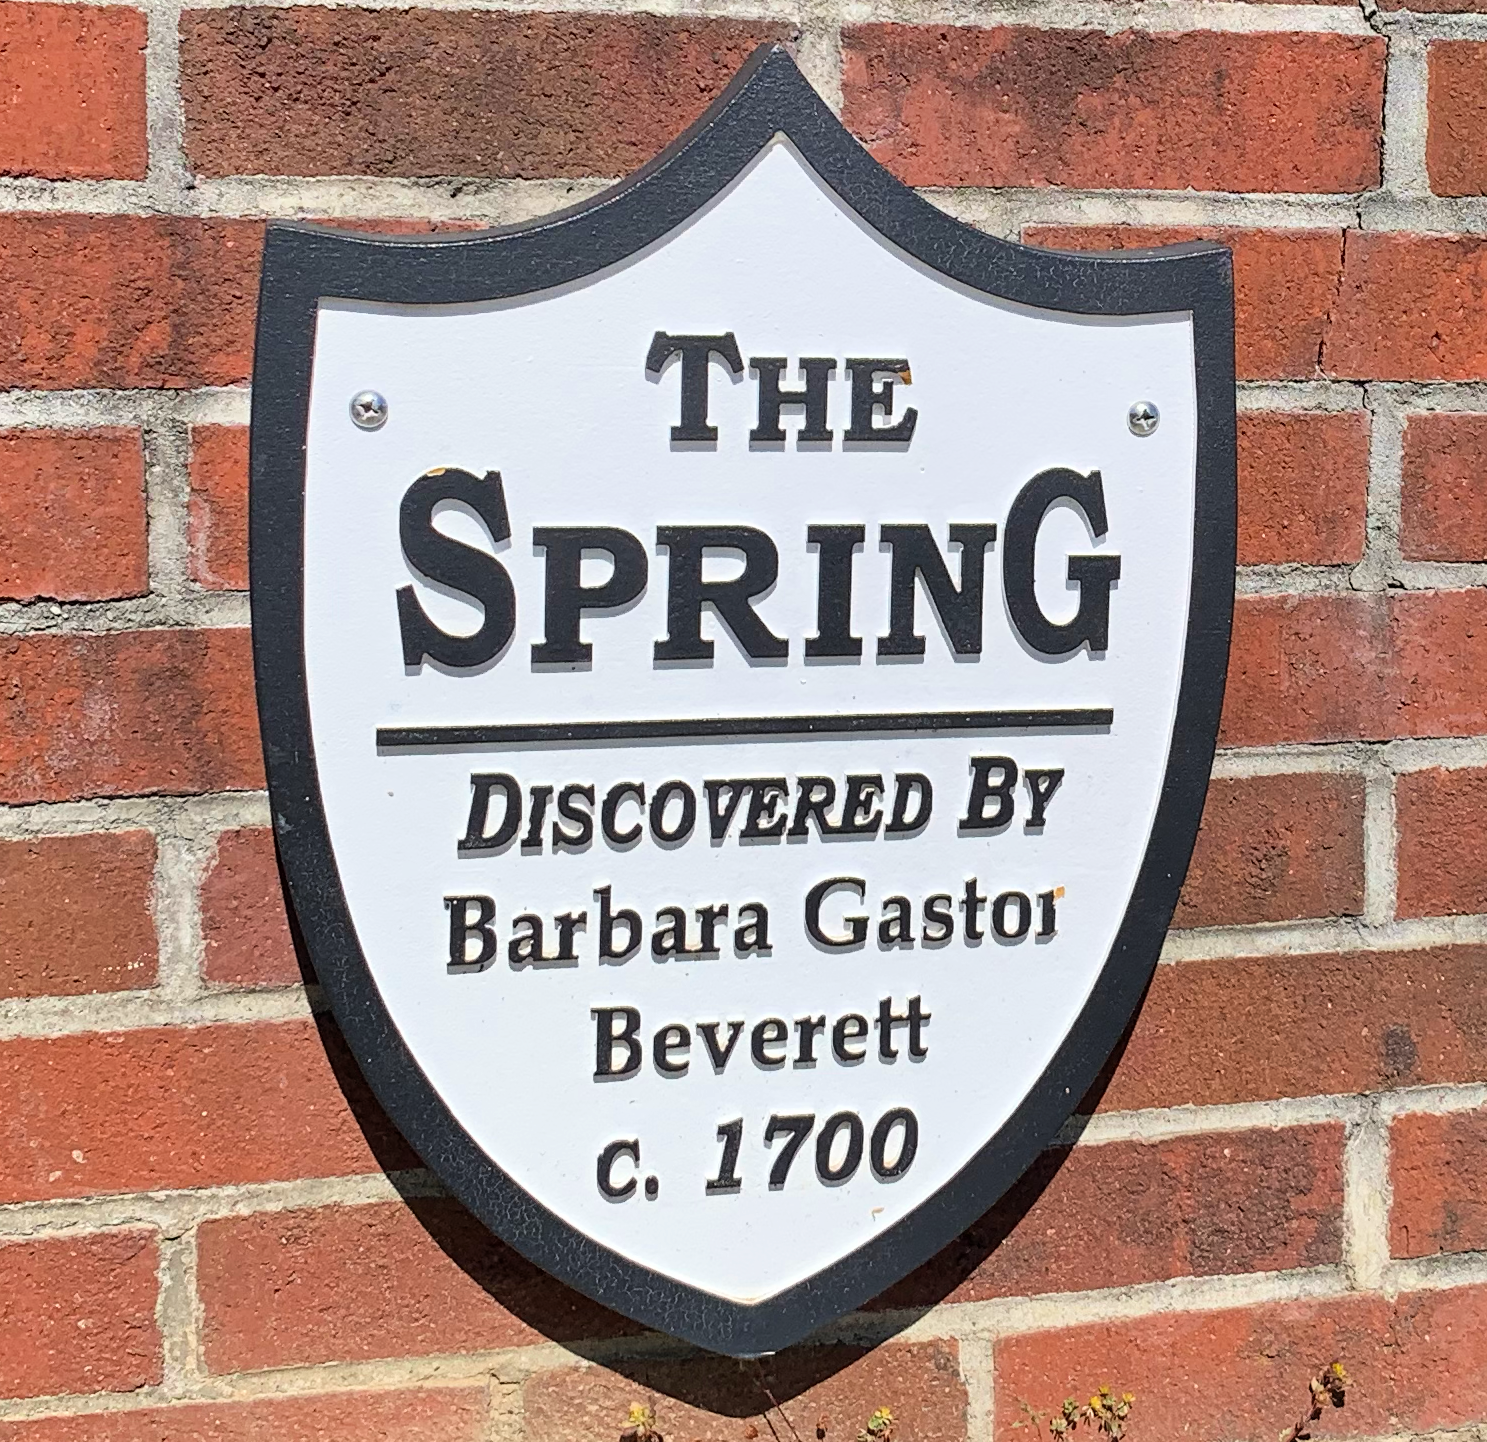 THE
SPRING
DISCOVERED BY
Barbara Gastor
Beverett
c. 1700